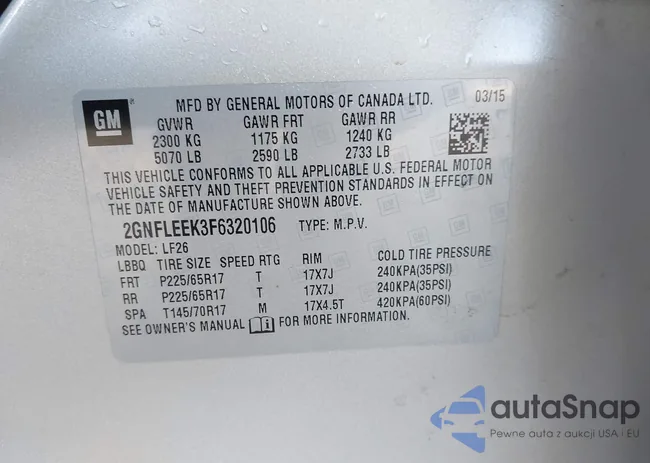 GM
MFD BY GENERAL MOTORS OF CANADA LTD. 03/15
GVWR GAWR FRT GAWR RR
2300 KG 1175 KG 1240 KG
5070 LB 2590 LB 2733 LB
THIS VEHICLE CONFORMS TO ALL APPLICABLE U.S. FEDERAL MOTOR
VEHICLE SAFETY AND THEFT PREVENTION STANDARDS IN EFFECT ON
THE DATE OF MANUFACTURE SHOWN ABOVE.
2GNFLEEK3F6320106 TYPE: M.P.V.
MODEL: LF26
LBBQ TIRE SIZE SPEED RTG RIM COLD TIRE PRESSURE
FRT P225/65R17 T 17X7J 240KPA(35PSI)
RR P225/65R17 T 17X7J 240KPA(35PSI)
SPA T145/70R17 M 17X4.5T 420KPA(60PSI)
SEE OWNER'S MANUAL i FOR MORE INFORMATION.
autaSnap
Pewne auta z aukcji USA i EU